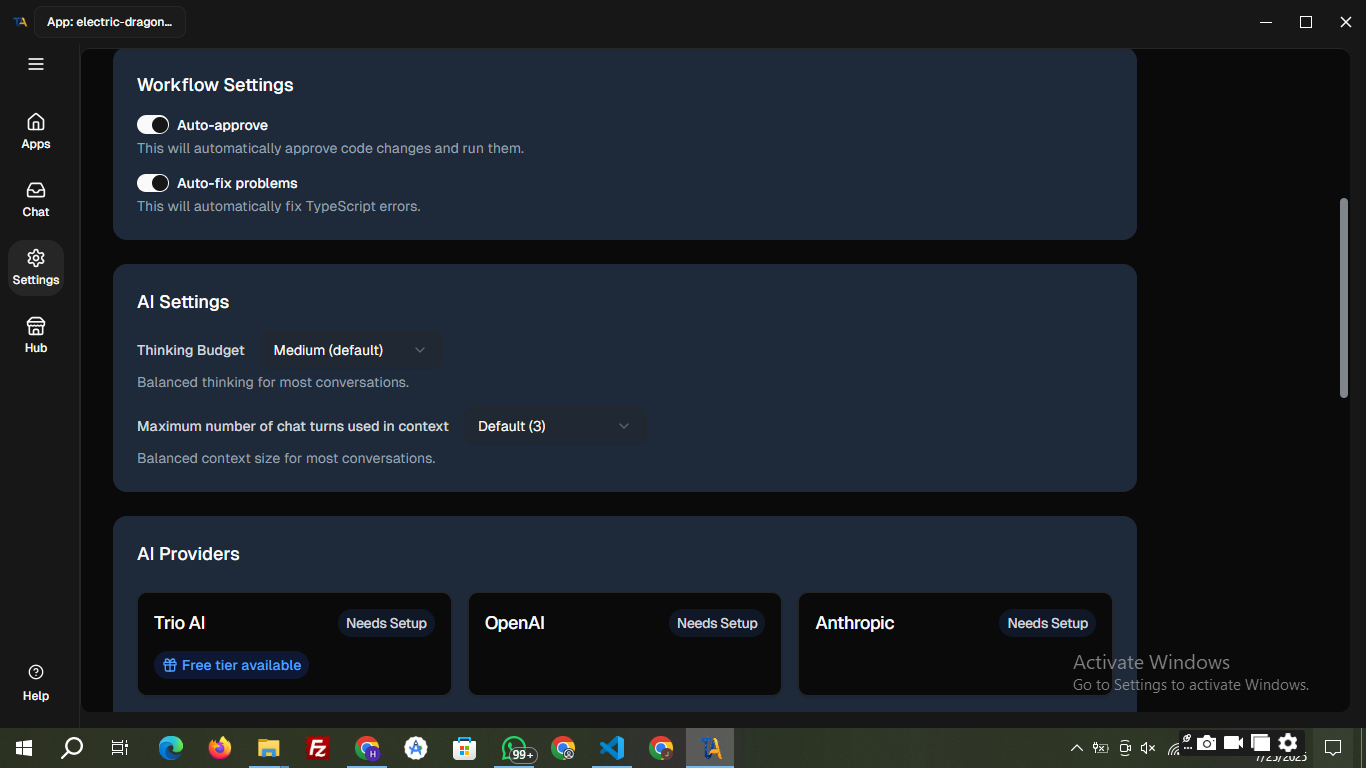 App: electric-dragon…
Apps
Chat
Settings
Hub
Help
Workflow Settings
Auto-approve
This will automatically approve code changes and run them.
Auto-fix problems
This will automatically fix TypeScript errors.
AI Settings
Thinking Budget Medium (default)
Balanced thinking for most conversations.
Maximum number of chat turns used in context Default (3)
Balanced context size for most conversations.
AI Providers
Trio AI Needs Setup
Free tier available
OpenAI Needs Setup
Anthropic Needs Setup
Activate Windows
Go to Settings to activate Windows.
Fz
H
99+